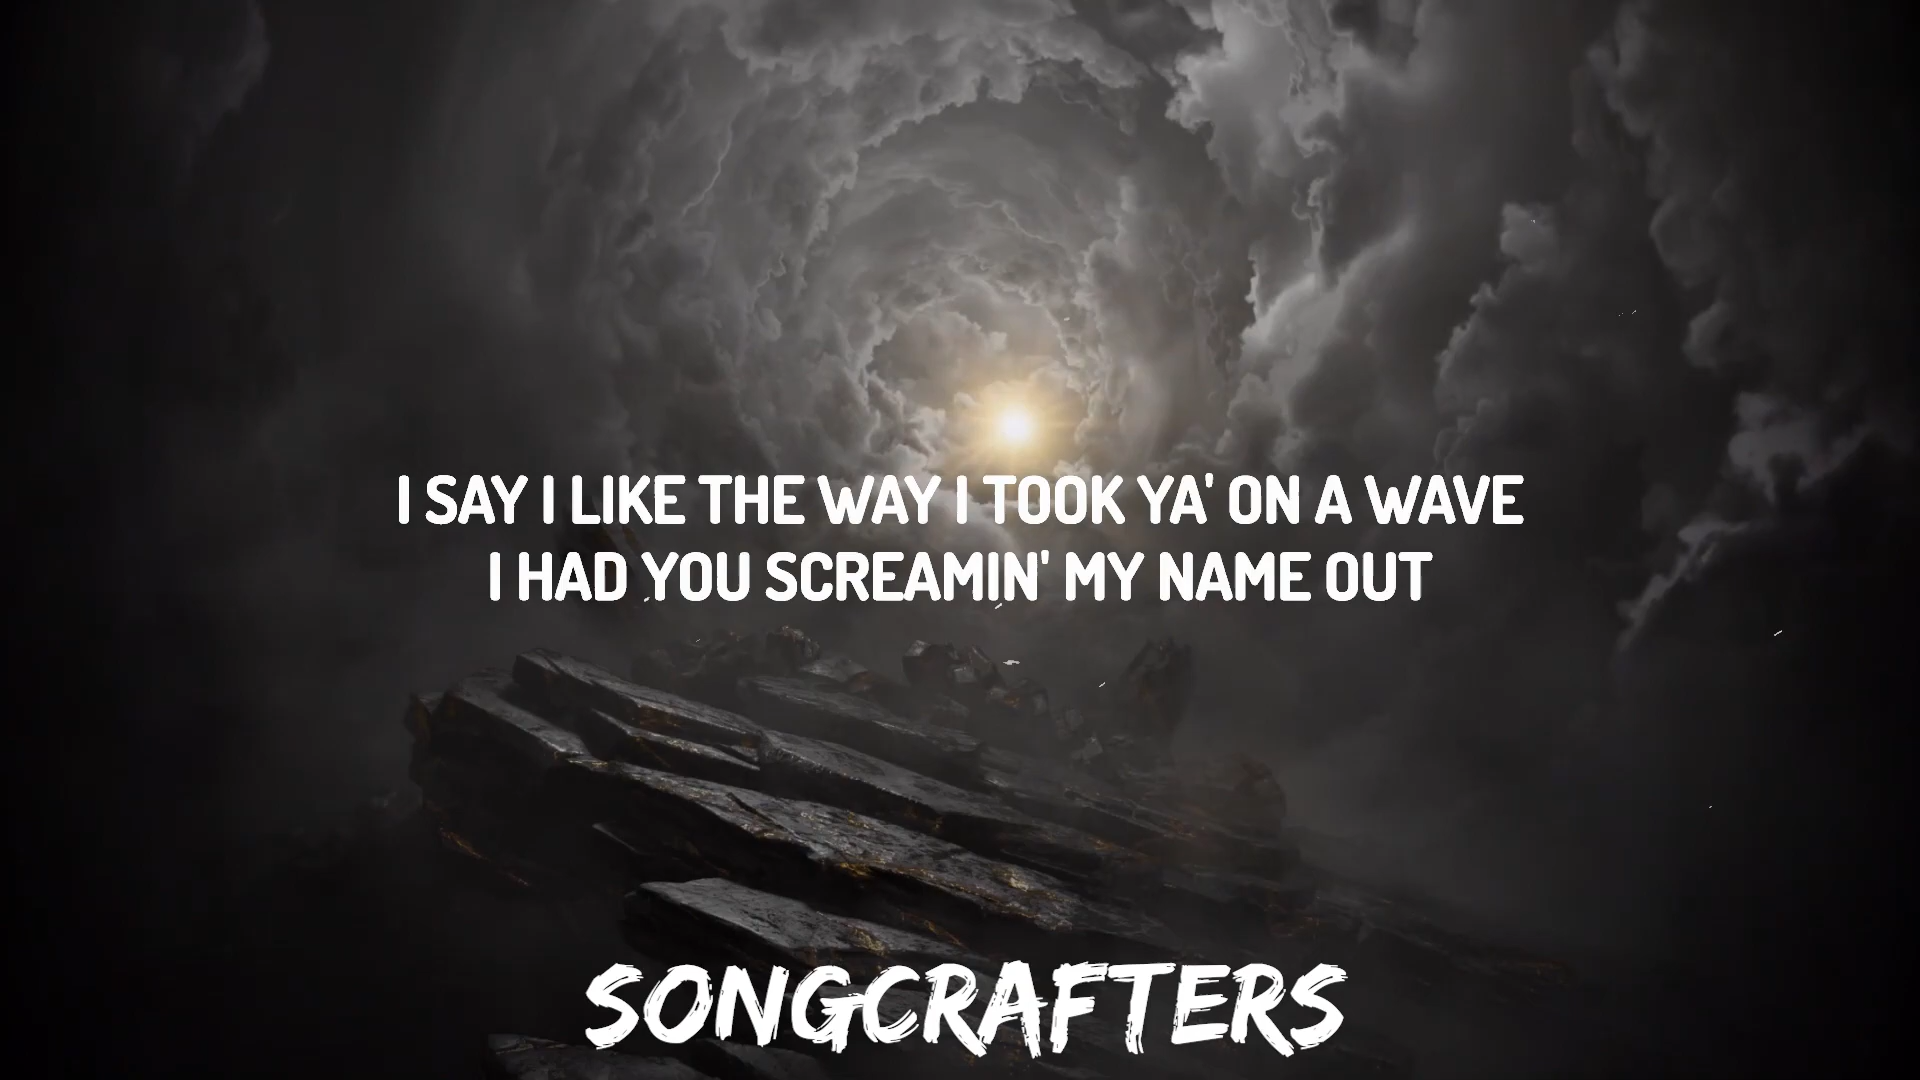 I SAY I LIKE THE WAY I TOOK YA' ON A WAVE
I HAD YOU SCREAMIN' MY NAME OUT
SONGCRAFTERS